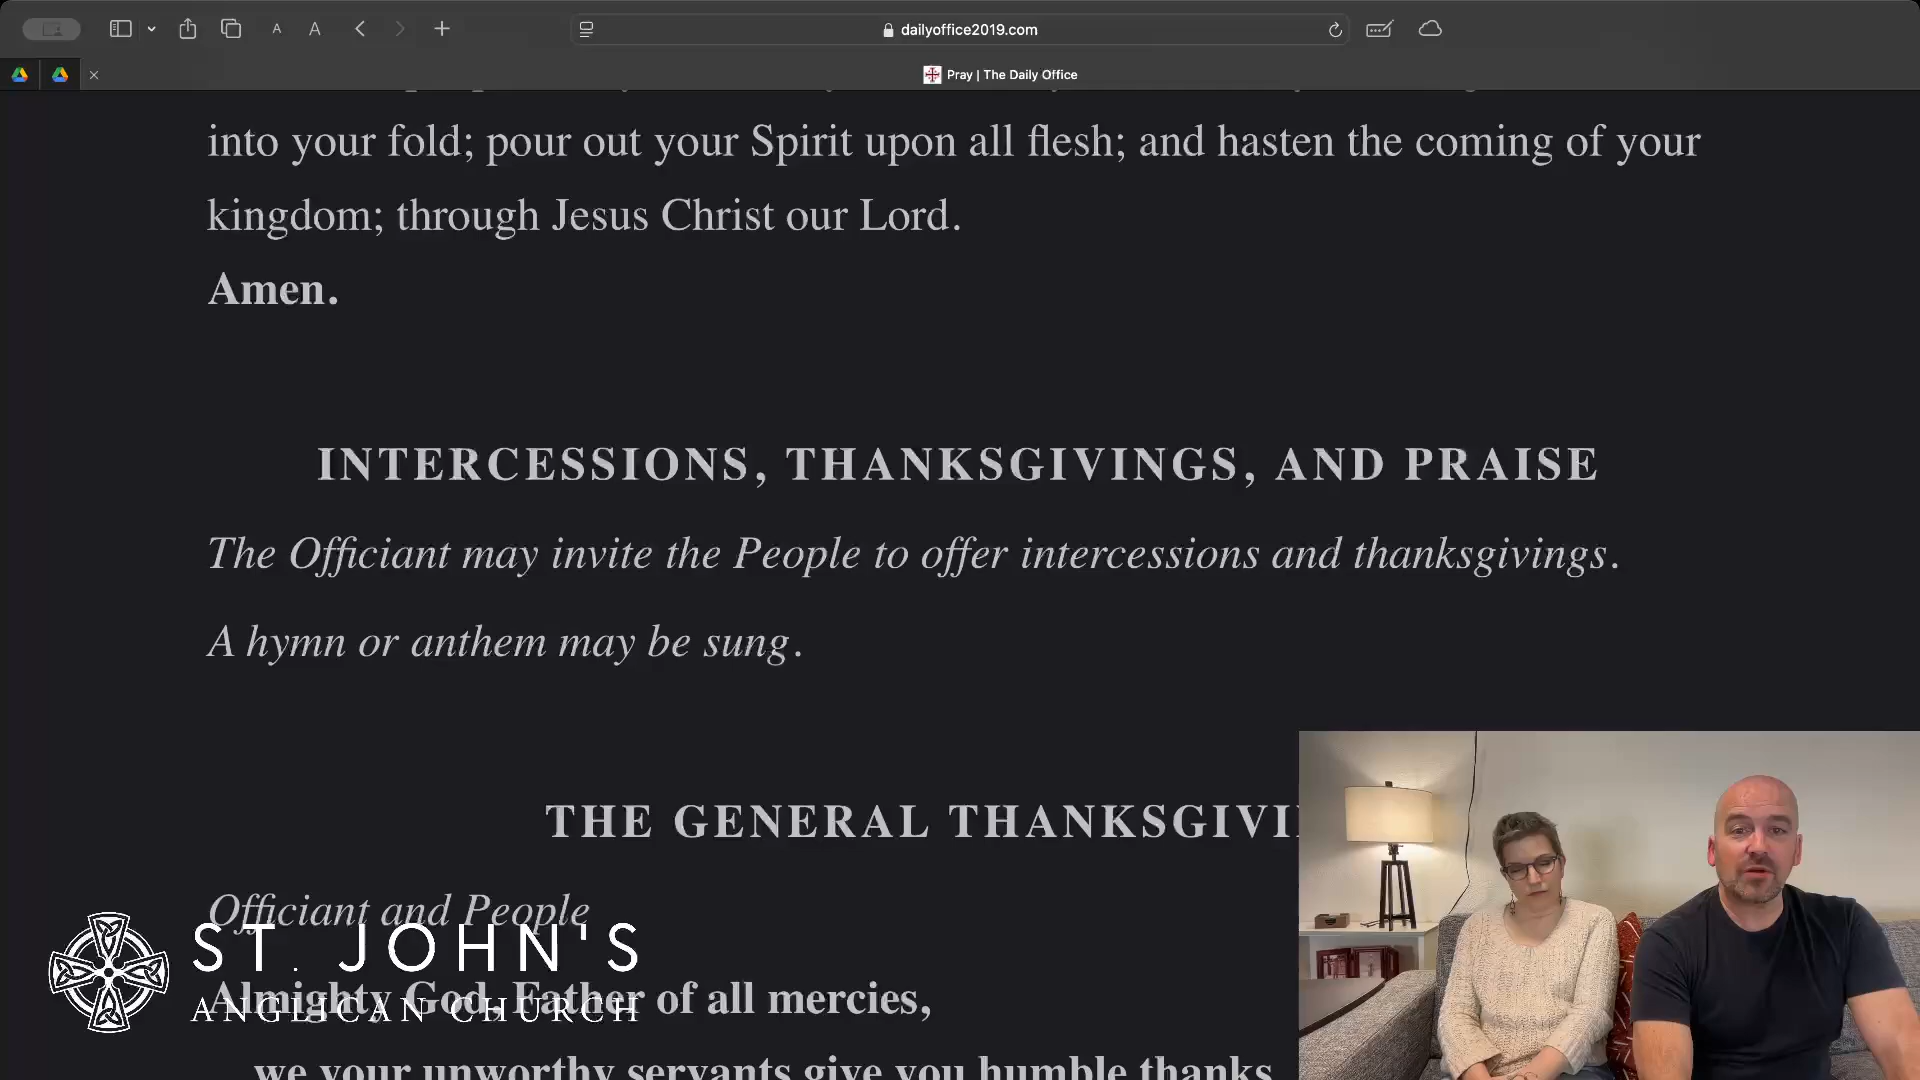 A A
dailyoffice2019.com
Pray | The Daily Office
into your fold; pour out your Spirit upon all flesh; and hasten the coming of your
kingdom; through Jesus Christ our Lord.
Amen.
INTERCESSIONS, THANKSGIVINGS, AND PRAISE
The Officiant may invite the People to offer intercessions and thanksgivings.
A hymn or anthem may be sung.
THE GENERAL
Officiant and People
ST. JOHN'S
ANGLICAN CHURCH
Almighty God, Father of all mercies,
we your unworthy servants give you humble thanks